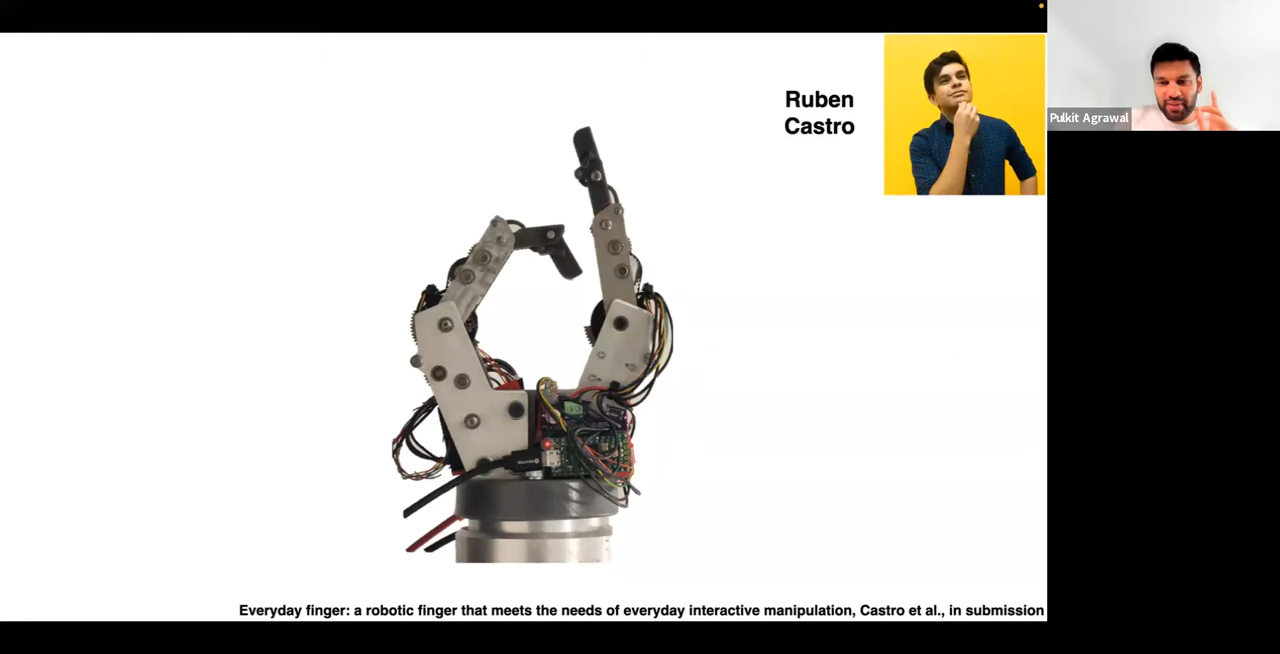 Ruben
Castro
Pulkit Agrawal
Everyday finger: a robotic finger that meets the needs of everyday interactive manipulation, Castro et al., in submission